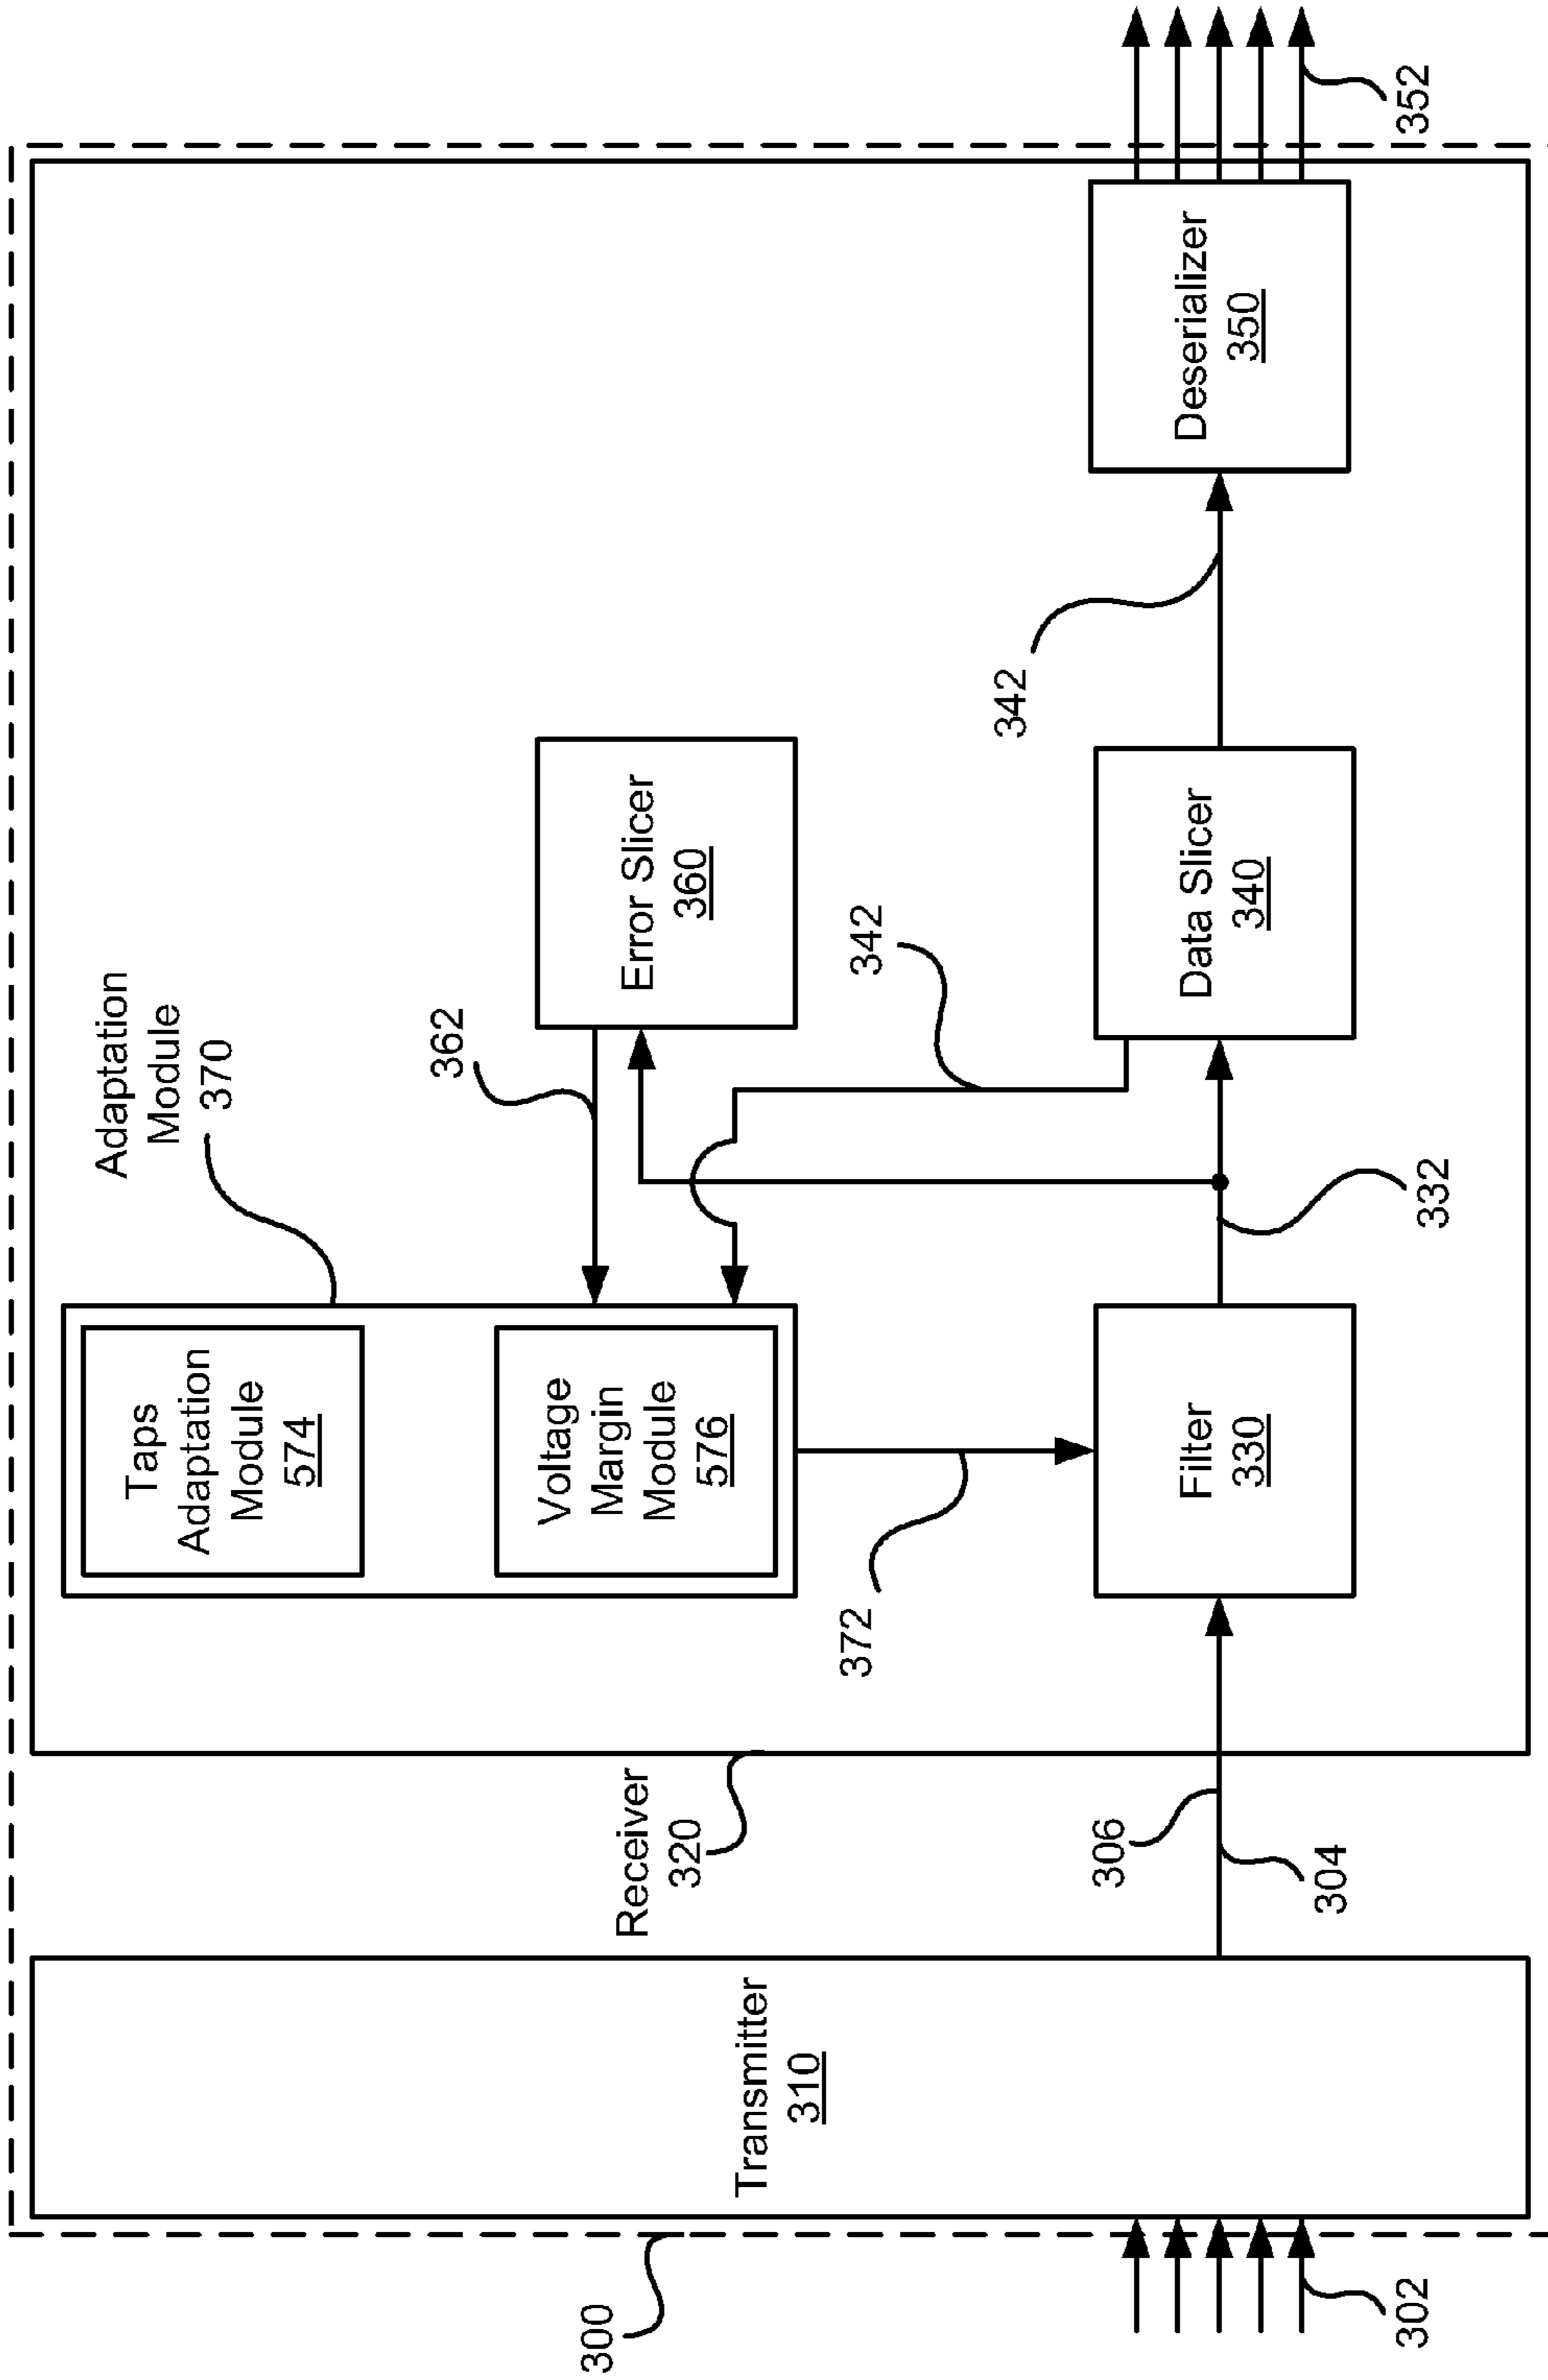 300
302
Transmitter
310
Receiver
320
306
304
Adaptation
Module
370
Taps
Adaptation
Module
574
Voltage
Margin
Module
576
372
Filter
330
332
362
342
Error Slicer
360
Data Slicer
340
342
Deserializer
350
352